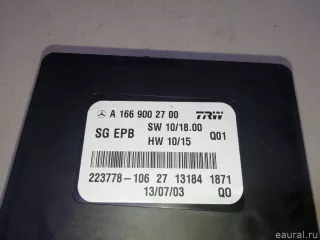 A 166 900 27 00 TRW
SG EPB SW 10/18.00 Q01
HW 10/15
223778-106 27 13184 1871
13/07/03 Q0
eaural.ru